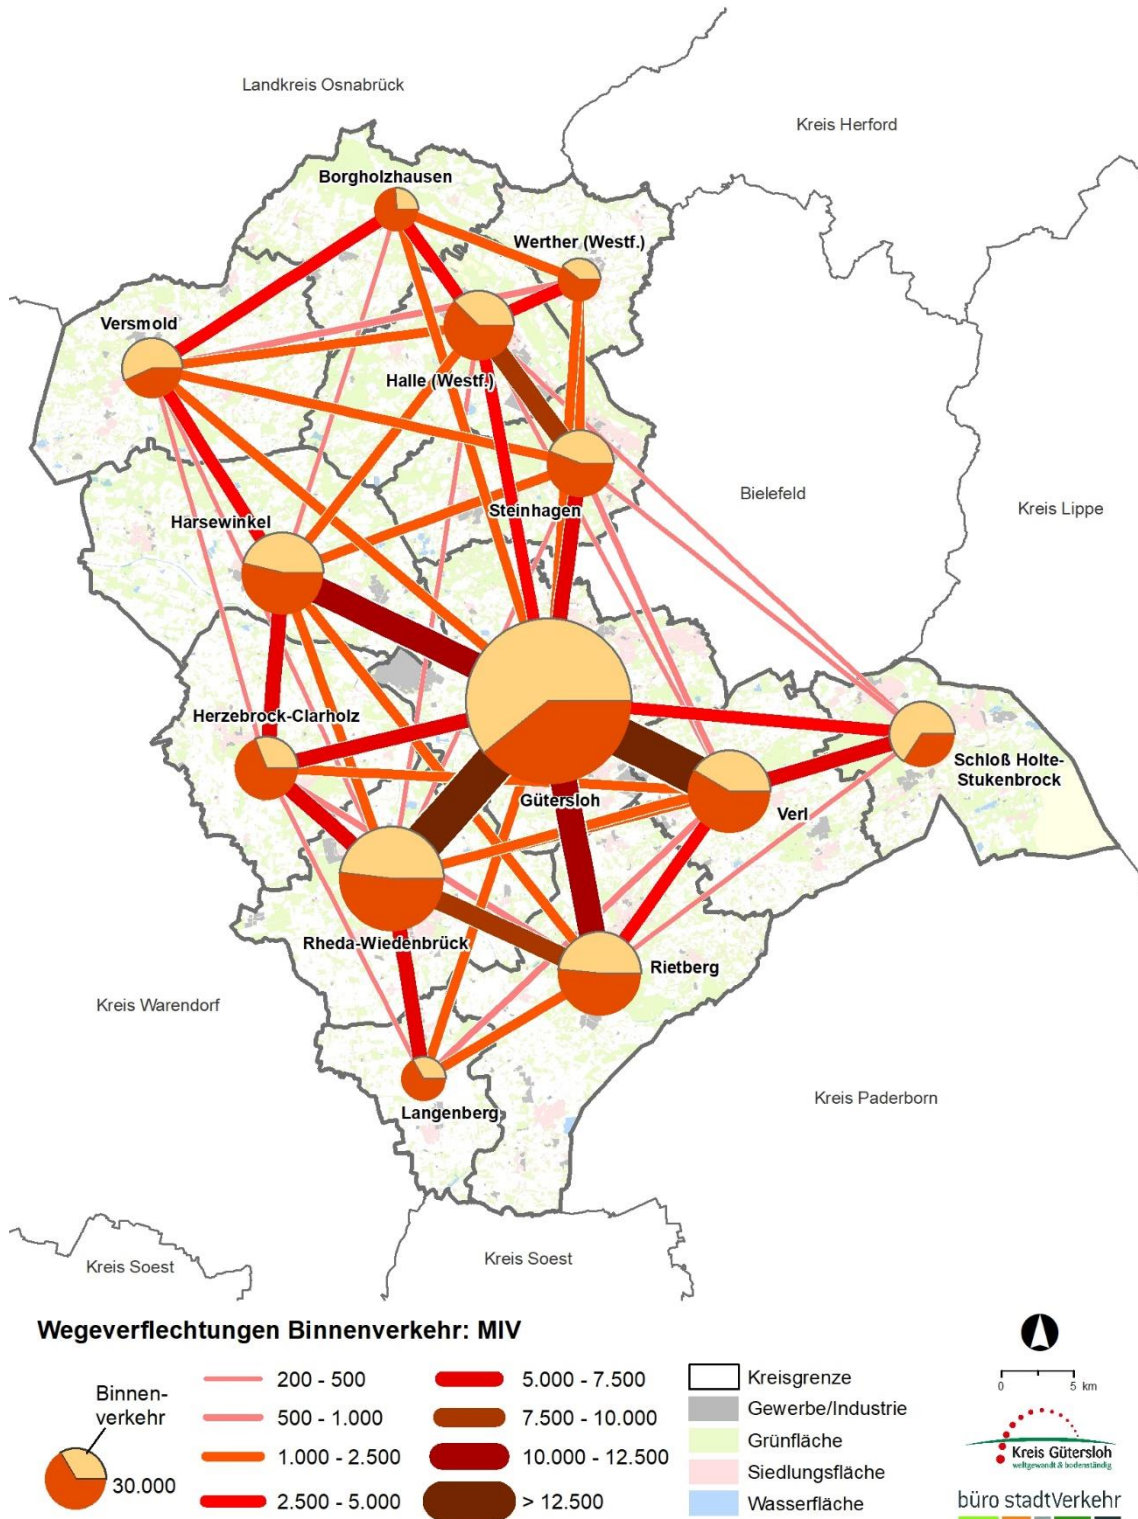 Landkreis Osnabrück
Kreis Herford
Borgholzhausen
Werther (Westf.)
Versmold
Halle (Westf.)
Bielefeld
Kreis Lippe
Steinhagen
Harsewinkel
Herzebrock-Clarholz
Schloß Holte-
Stukenbrock
Gütersloh
Verl
Rheda-Wiedenbrück
Rietberg
Kreis Warendorf
Kreis Paderborn
Langenberg
Kreis Soest
Kreis Soest
Wegeverflechtungen Binnenverkehr: MIV
Binnen-
verkehr
30.000
200 - 500
500 - 1.000
1.000 - 2.500
2.500 - 5.000
5.000 - 7.500
7.500 - 10.000
10.000 - 12.500
> 12.500
Kreisgrenze
Gewerbe/Industrie
Grünfläche
Siedlungsfläche
Wasserfläche
0 5 km
Kreis Gütersloh
weltgewandt & bodenständig
büro stadtVerkehr